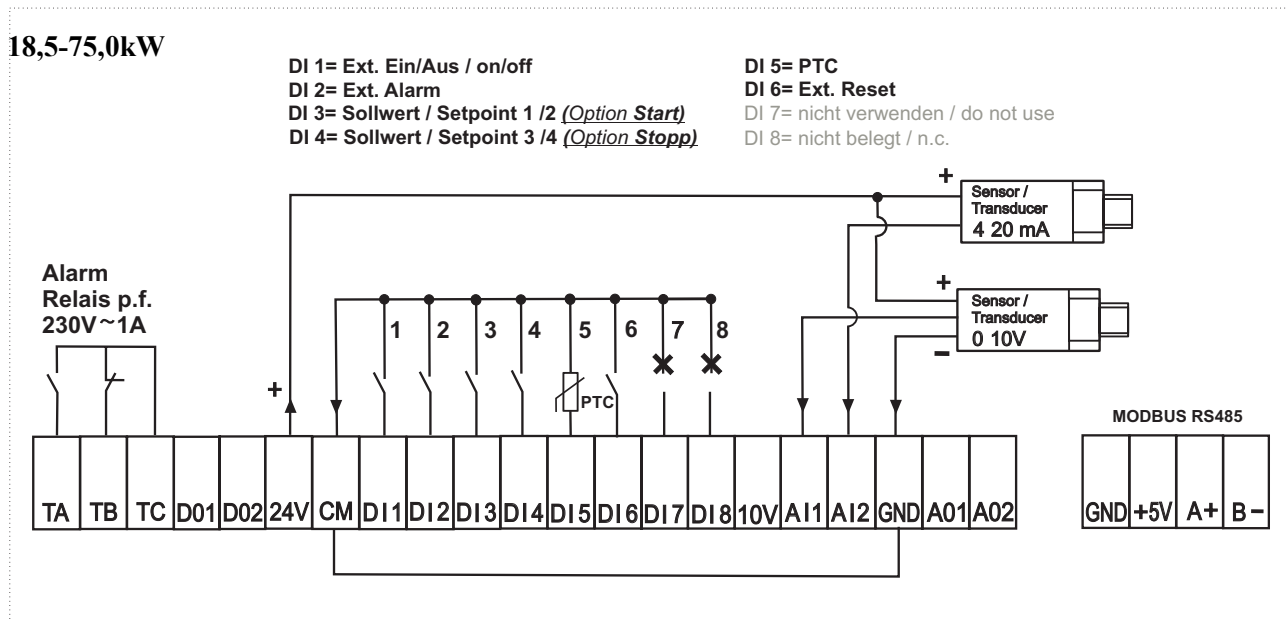 18,5-75,0kW
DI 1= Ext. Ein/Aus / on/off
DI 2= Ext. Alarm
DI 3= Sollwert / Setpoint 1 /2 (Option Start)
DI 4= Sollwert / Setpoint 3 /4 (Option Stopp)
DI 5= PTC
DI 6= Ext. Reset
DI 7= nicht verwenden / do not use
DI 8= nicht belegt / n.c.
+
Sensor /
Transducer
4 20 mA
+
Sensor /
Transducer
0 10V
−
Alarm
Relais p.f.
230V~1A
1 2 3 4 5 6 7 8
+
PTC
MODBUS RS485
TA TB TC D01 D02 24V CM DI1 DI2 DI3 DI4 DI5 DI6 DI7 DI8 10V AI1 AI2 GND A01 A02
GND +5V A+ B-